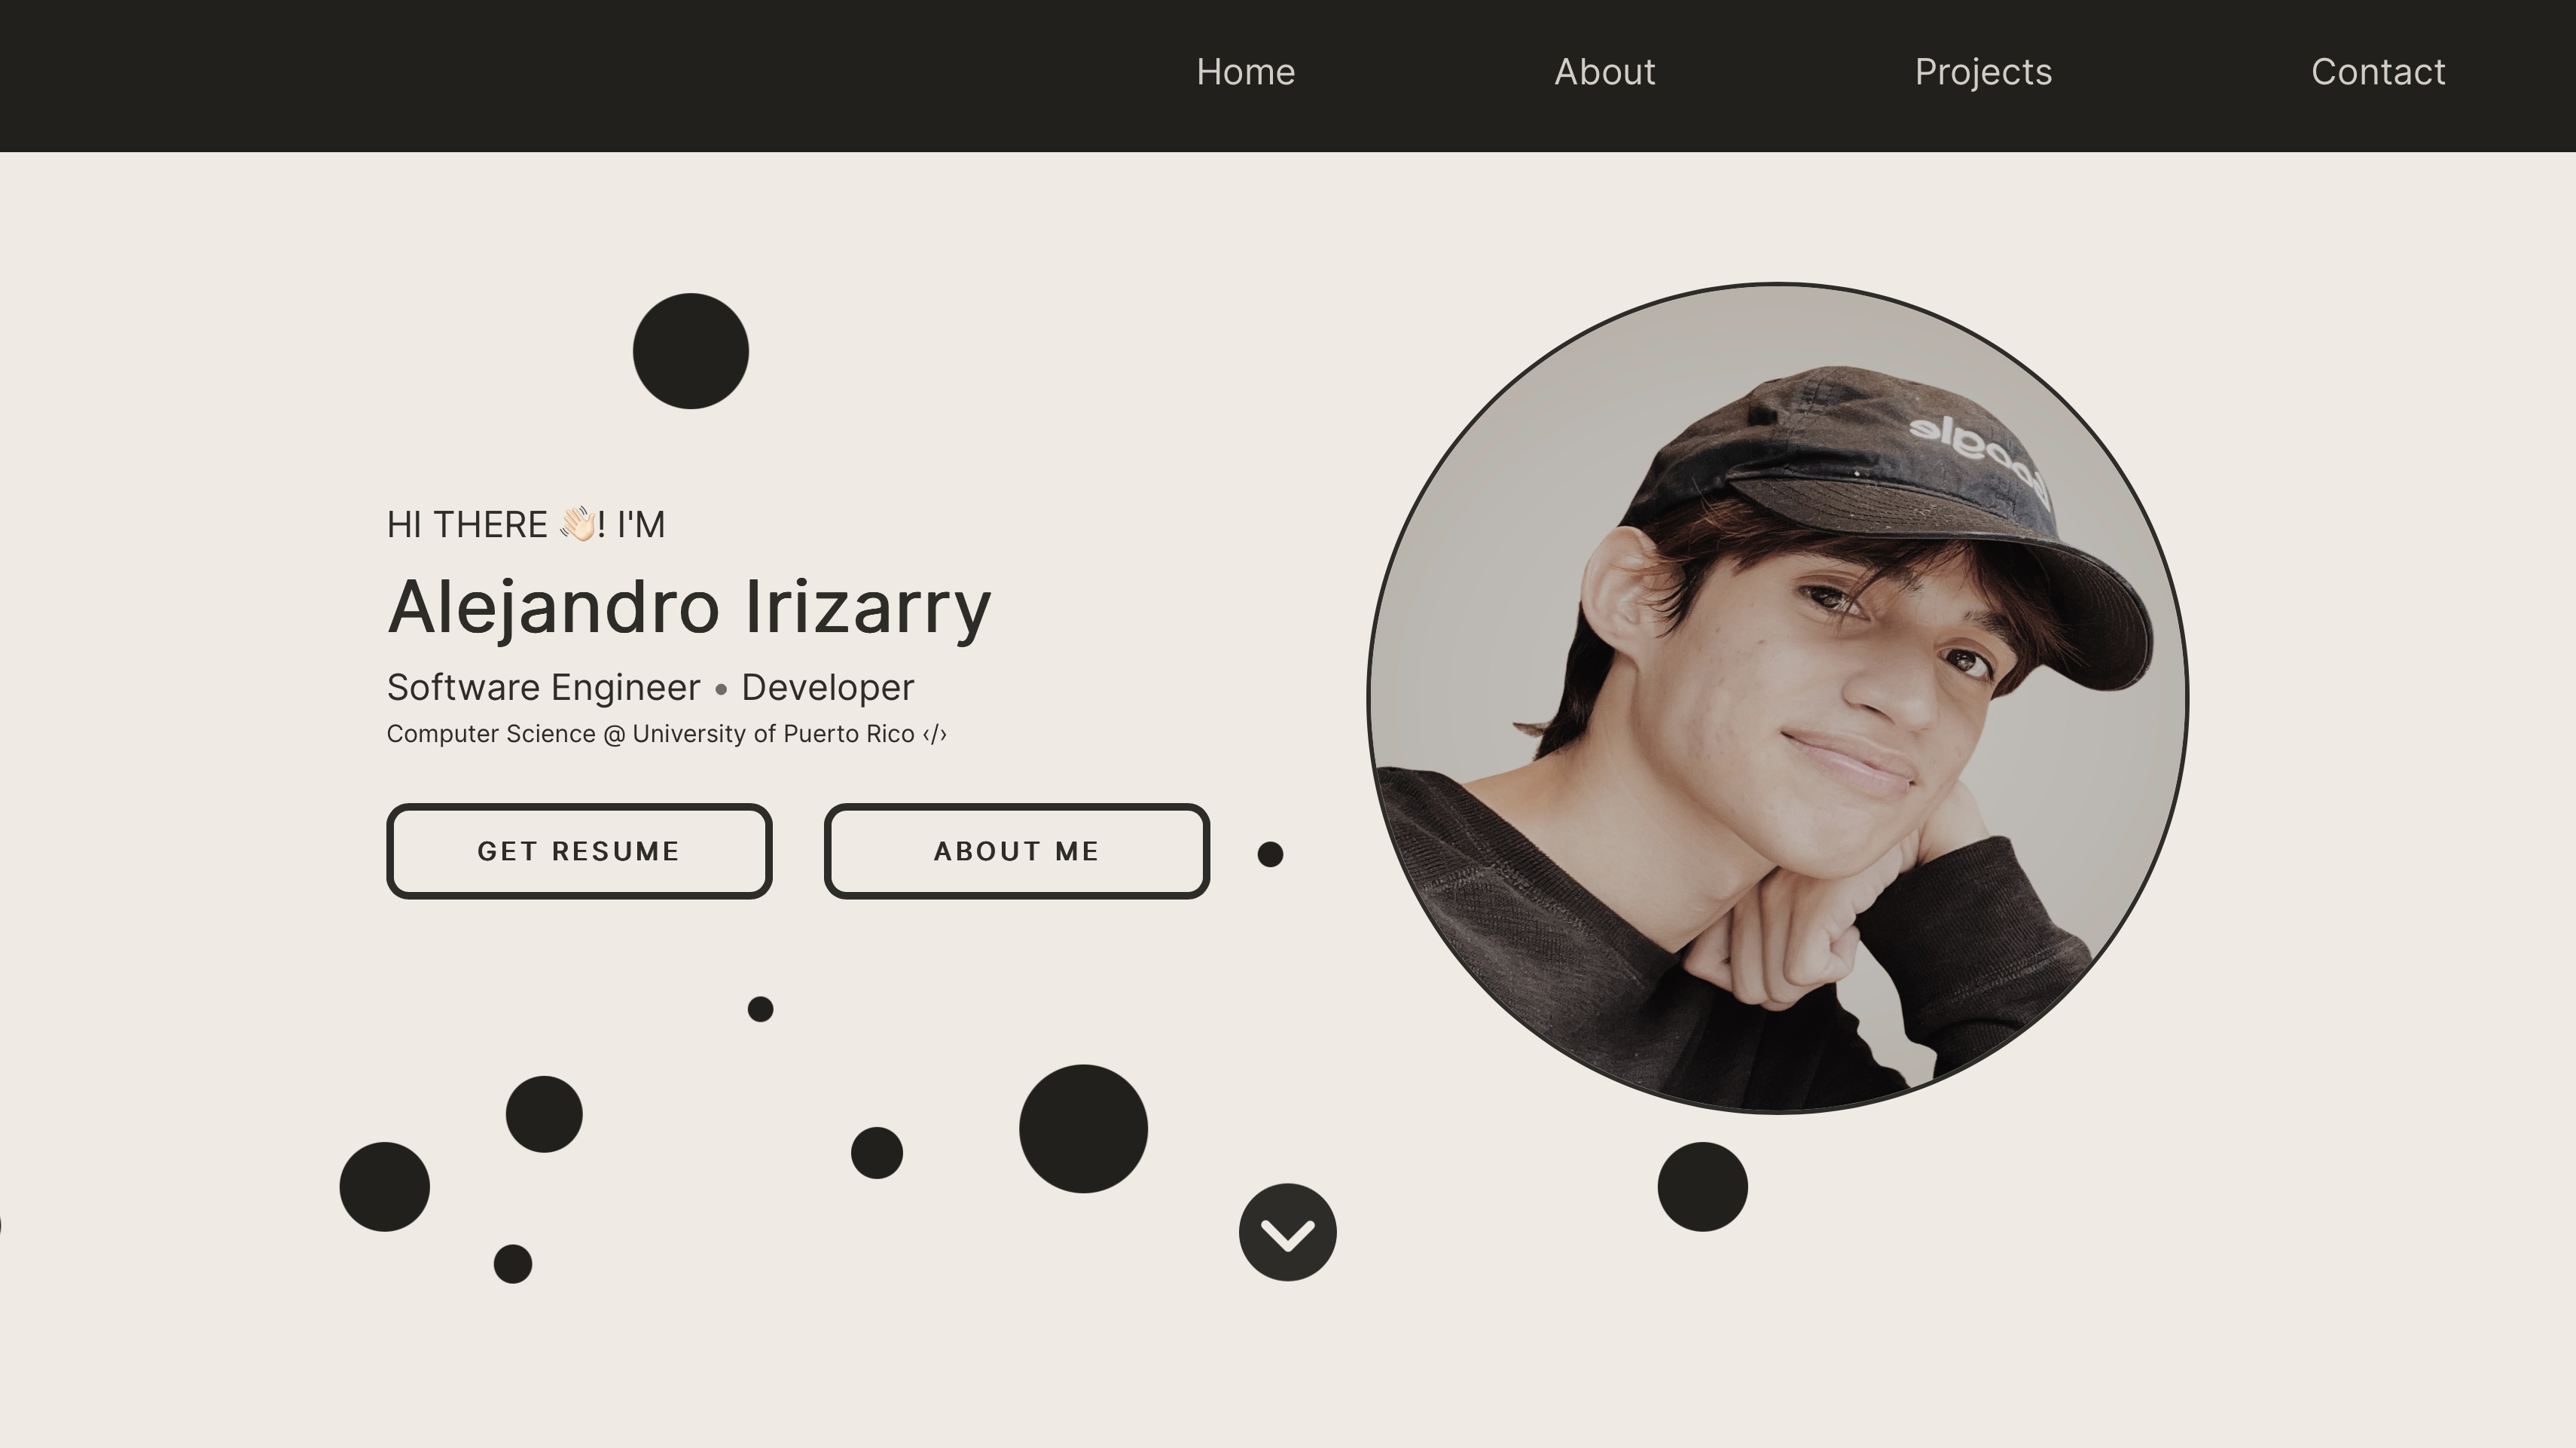 Home About Projects Contact
HI THERE 👋🏻! I'M
Alejandro Irizarry
Software Engineer • Developer
Computer Science @ University of Puerto Rico ‹/›
GET RESUME ABOUT ME
Google